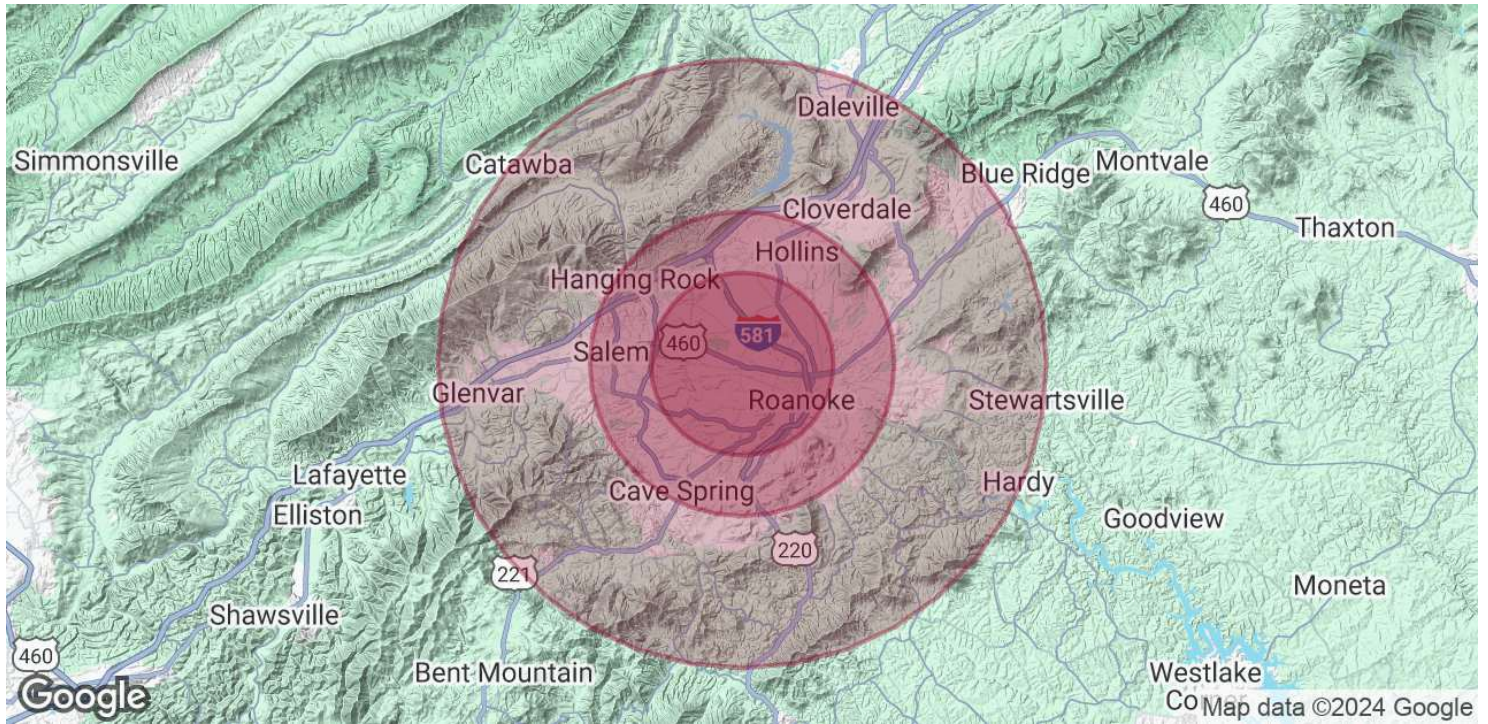 Daleville
Simmonsville
Catawba
Blue Ridge
Montvale
460
Thaxton
Cloverdale
Hollins
Hanging Rock
581
460
Salem
Glenvar
Roanoke
Stewartsville
Lafayette
Hardy
Cave Spring
Elliston
Goodview
220
221
Moneta
Shawsville
460
Bent Mountain
Westlake
Google
Map data ©2024 Google